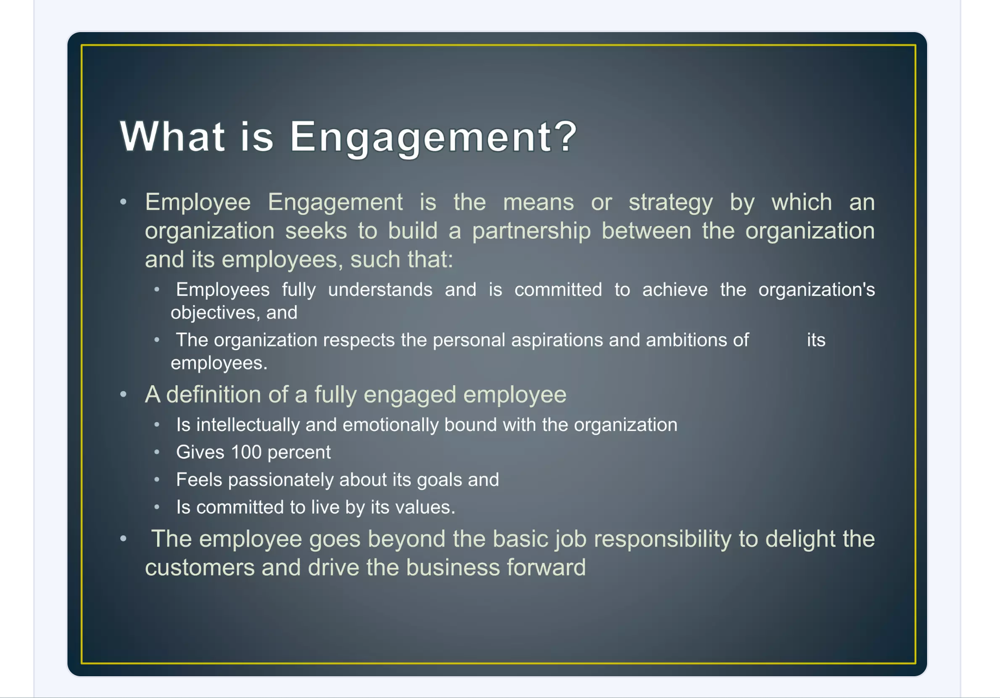 What is Engagement?
• Employee Engagement is the means or strategy by which an
organization seeks to build a partnership between the organization
and its employees, such that:
• Employees fully understands and is committed to achieve the organization's
objectives, and
• The organization respects the personal aspirations and ambitions of its
employees.
• A definition of a fully engaged employee
• Is intellectually and emotionally bound with the organization
• Gives 100 percent
• Feels passionately about its goals and
• Is committed to live by its values.
• The employee goes beyond the basic job responsibility to delight the
customers and drive the business forward